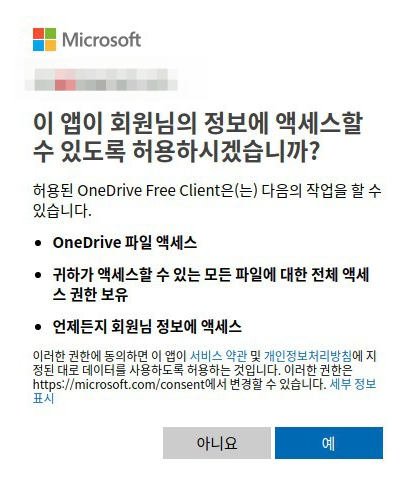 Microsoft
이 앱이 회원님의 정보에 액세스할
수 있도록 허용하시겠습니까?
허용된 OneDrive Free Client은(는) 다음의 작업을 할 수
있습니다.
• OneDrive 파일 액세스
• 귀하가 액세스할 수 있는 모든 파일에 대한 전체 액세
스 권한 보유
• 언제든지 회원님 정보에 액세스
이러한 권한에 동의하면 이 앱이 서비스 약관 및 개인정보처리방침에 지
정된 대로 데이터를 사용하도록 허용하는 것입니다. 이러한 권한은
https://microsoft.com/consent에서 변경할 수 있습니다. 세부 정보
표시
아니요
예